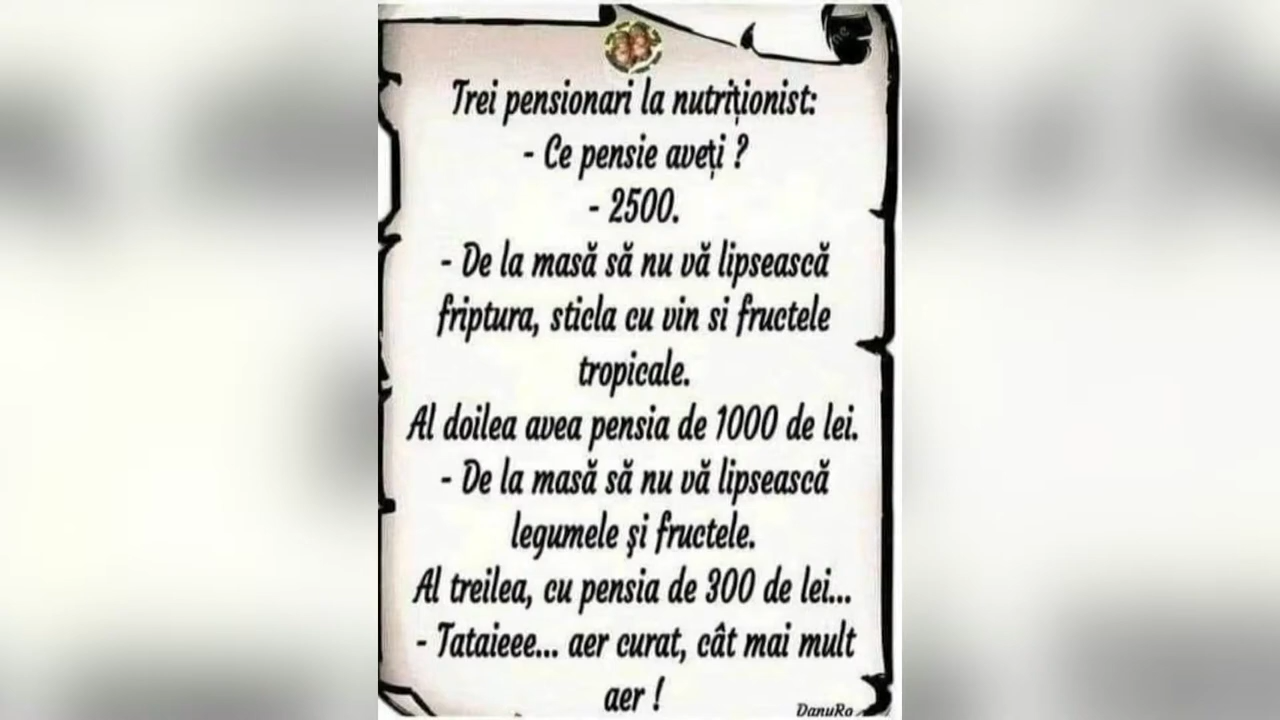 Trei pensionari la nutriționist:
- Ce pensie aveți ?
- 2500.
- De la masă să nu vă lipsească
friptura, sticla cu vin si fructele
tropicale.
Al doilea avea pensia de 1000 de lei.
- De la masă să nu vă lipsească
legumele și fructele.
Al treilea, cu pensia de 300 de lei...
- Tataieee... aer curat, cât mai mult
aer !
DanuRo